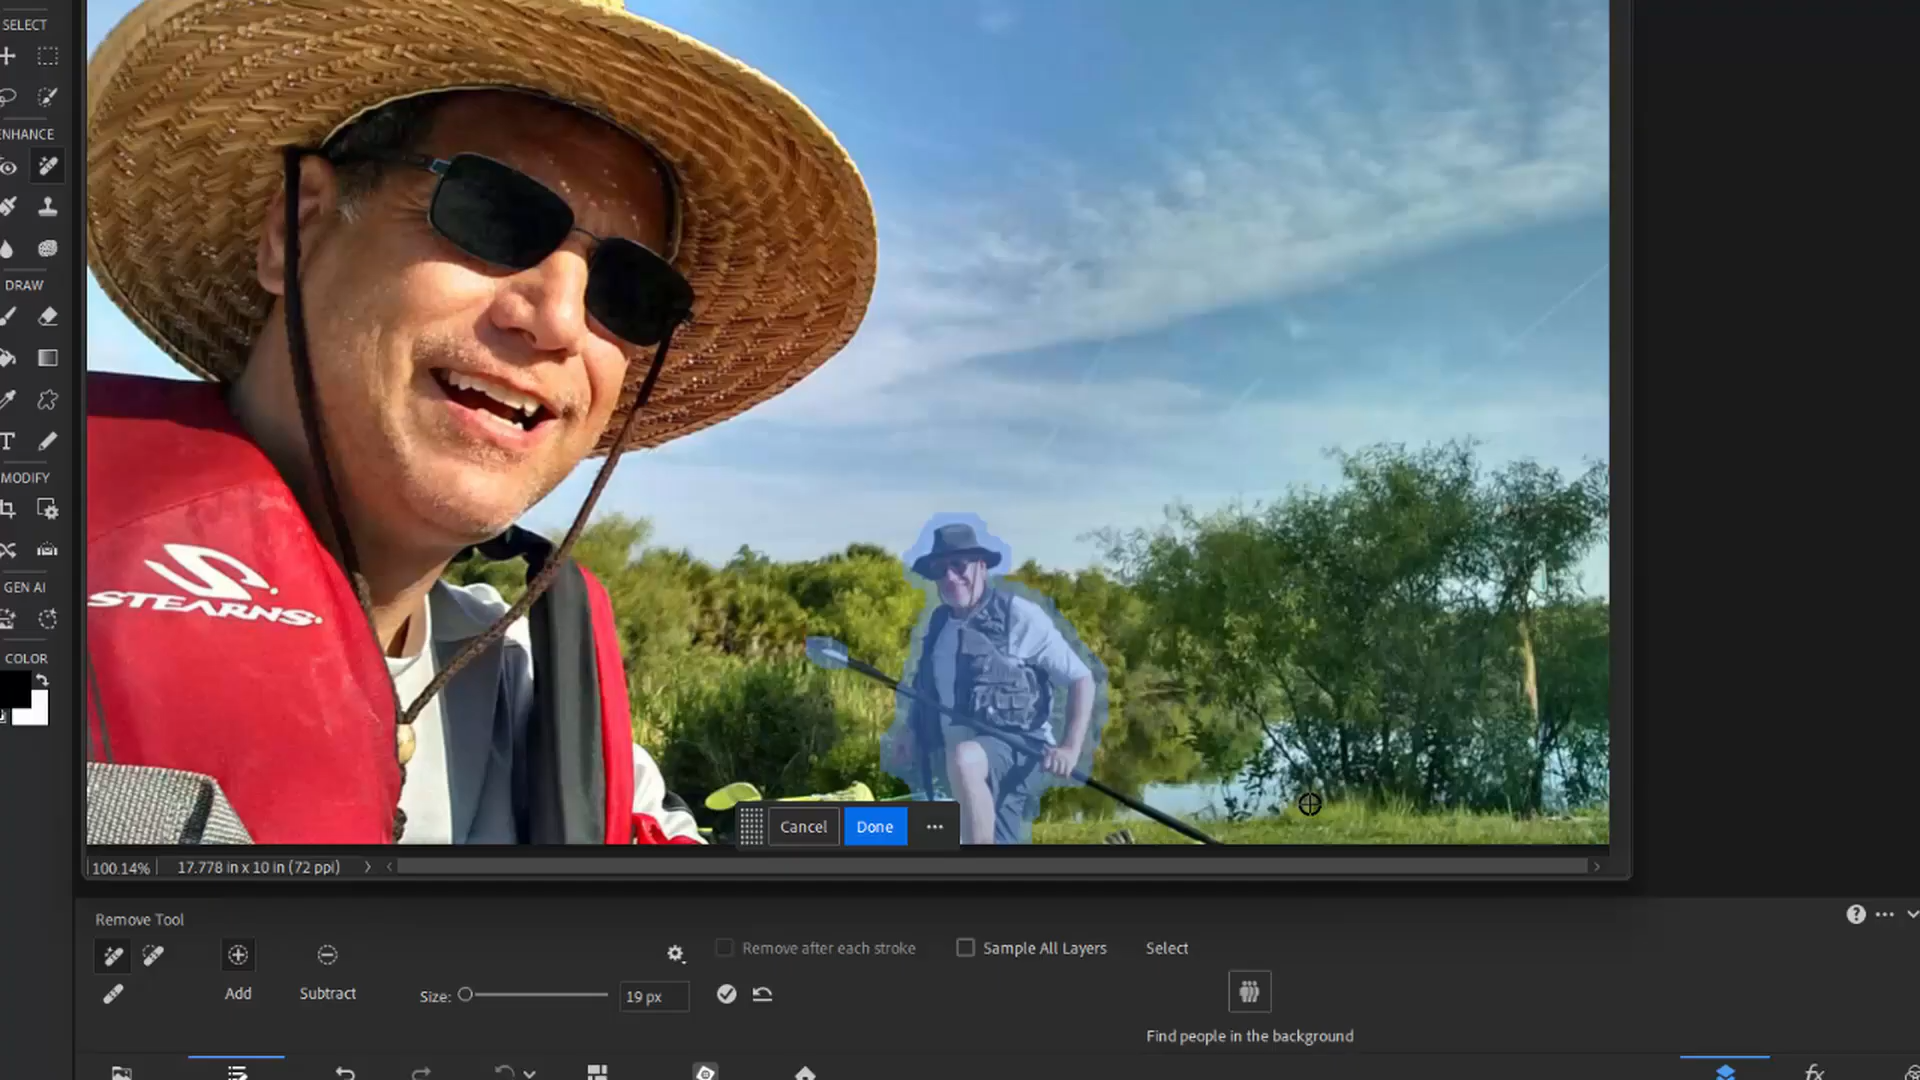 SELECT
ENHANCE
DRAW
MODIFY
GEN AI
COLOR
STEARNS
Cancel
Done
100.14%
17.778 in x 10 in (72 ppi)
Remove Tool
Add
Subtract
Size:
19 px
Remove after each stroke
Sample All Layers
Select
Find people in the background